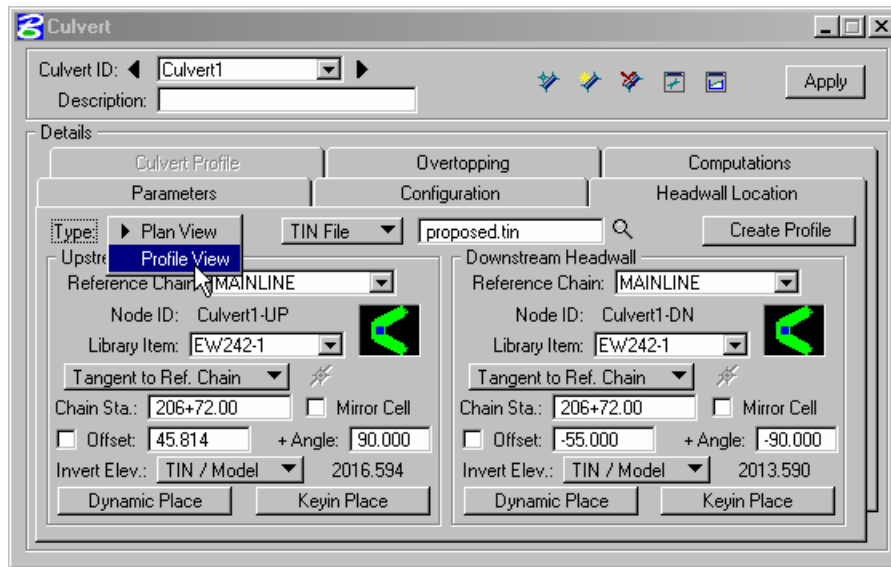 Culvert
Culvert ID: Culvert1
Description:
Apply
Details
Culvert Profile Overtopping Computations
Parameters Configuration Headwall Location
Type: Plan View TIN File proposed.tin Create Profile
Profile View
Upstre Downstream Headwall
Reference Chain: MAINLINE Reference Chain: MAINLINE
Node ID: Culvert1-UP Node ID: Culvert1-DN
Library Item: EW242-1 Library Item: EW242-1
Tangent to Ref. Chain Tangent to Ref. Chain
Chain Sta.: 206+72.00 Mirror Cell Chain Sta.: 206+72.00 Mirror Cell
Offset: 45.814 + Angle: 90.000 Offset: -55.000 + Angle: -90.000
Invert Elev.: TIN / Model 2016.594 Invert Elev.: TIN / Model 2013.590
Dynamic Place Keyin Place Dynamic Place Keyin Place